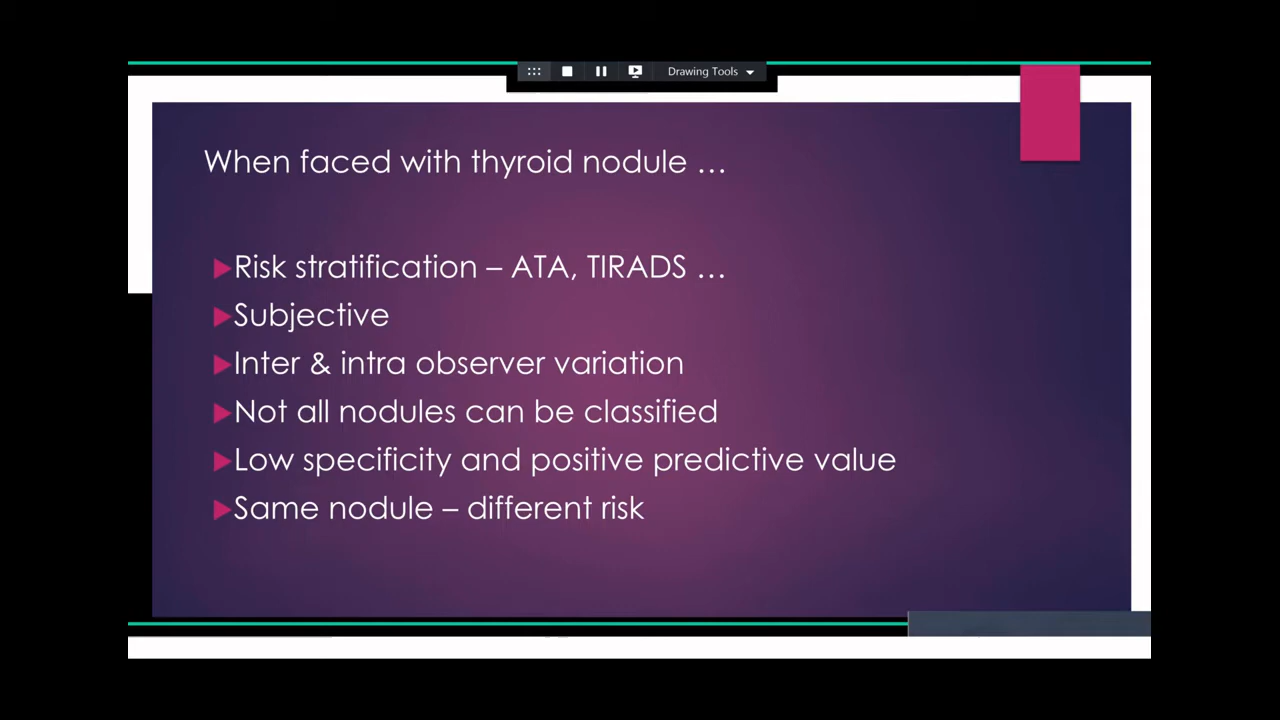 Drawing Tools
When faced with thyroid nodule …
Risk stratification – ATA, TIRADS …
Subjective
Inter & intra observer variation
Not all nodules can be classified
Low specificity and positive predictive value
Same nodule – different risk